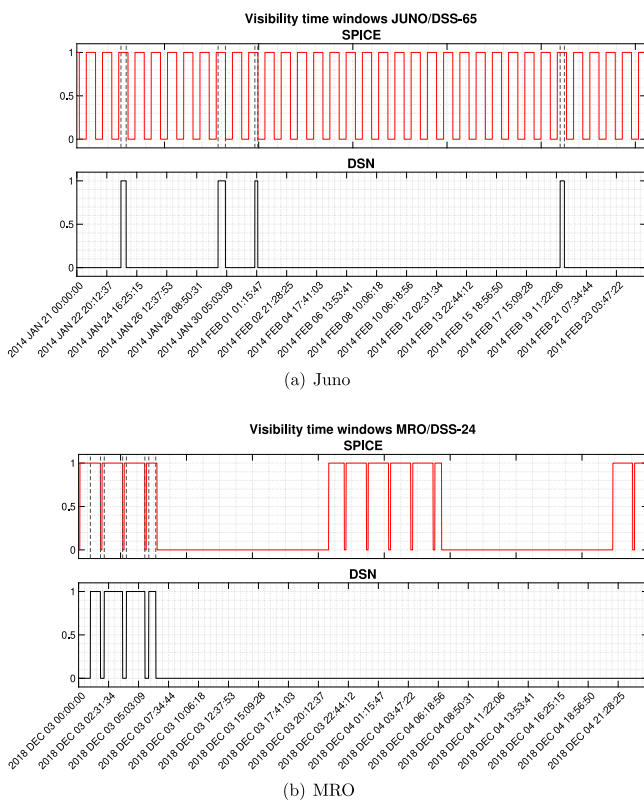 Visibility time windows JUNO/DSS-65
SPICE
1
0.5
0
DSN
1
0.5
0
2014 JAN 21 00:00:00
2014 JAN 22 20:12:37
2014 JAN 24 16:25:15
2014 JAN 26 12:37:53
2014 JAN 28 08:50:31
2014 JAN 30 05:03:09
2014 FEB 01 01:15:47
2014 FEB 02 21:28:25
2014 FEB 04 17:41:03
2014 FEB 06 13:53:41
2014 FEB 08 10:06:18
2014 FEB 10 06:18:56
2014 FEB 12 02:31:34
2014 FEB 13 22:44:12
2014 FEB 15 18:56:50
2014 FEB 17 15:09:28
2014 FEB 19 11:22:06
2014 FEB 21 07:34:44
2014 FEB 23 03:47:22
(a) Juno
Visibility time windows MRO/DSS-24
SPICE
1
0.5
0
DSN
1
0.5
0
2018 DEC 03 00:00:00
2018 DEC 03 02:31:34
2018 DEC 03 05:03:09
2018 DEC 03 07:34:44
2018 DEC 03 10:06:18
2018 DEC 03 12:37:53
2018 DEC 03 15:09:28
2018 DEC 03 17:41:03
2018 DEC 03 20:12:37
2018 DEC 03 22:44:12
2018 DEC 04 01:15:47
2018 DEC 04 03:47:22
2018 DEC 04 06:18:56
2018 DEC 04 08:50:31
2018 DEC 04 11:22:06
2018 DEC 04 13:53:41
2018 DEC 04 16:25:15
2018 DEC 04 18:56:50
2018 DEC 04 21:28:25
(b) MRO